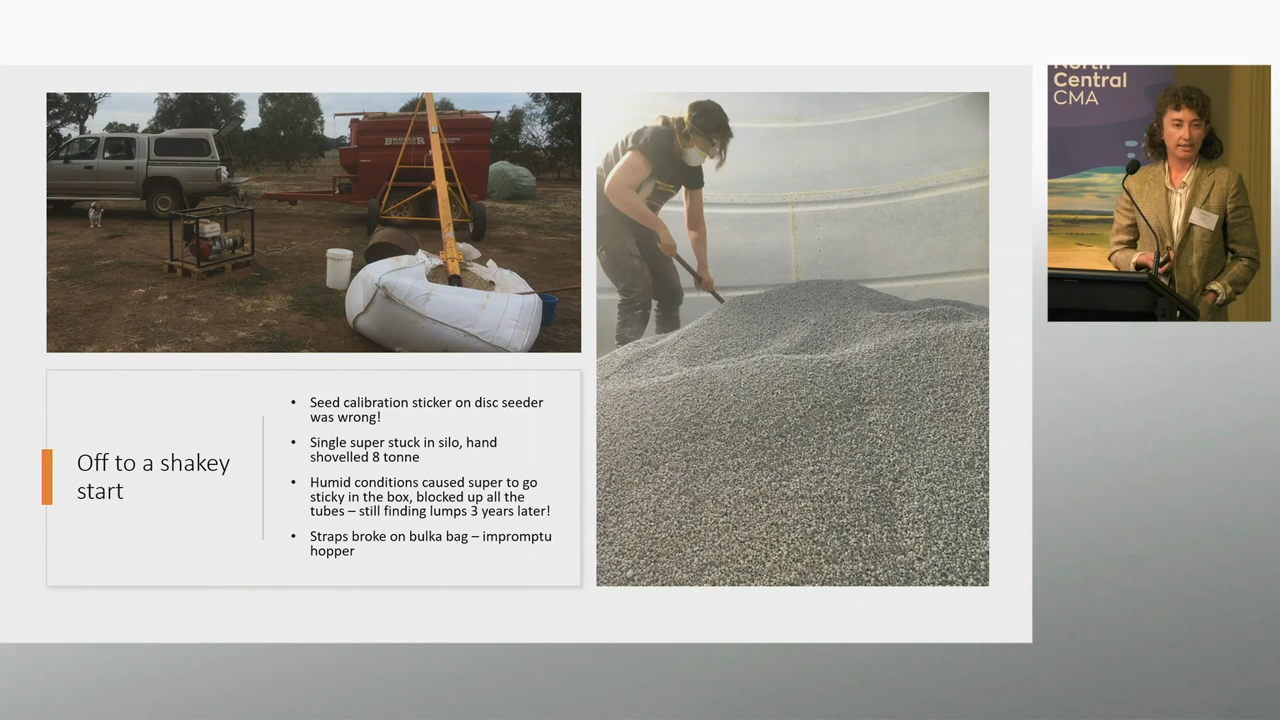 North
Central
CMA
Off to a shakey
start
• Seed calibration sticker on disc seeder
was wrong!
• Single super stuck in silo, hand
shovelled 8 tonne
• Humid conditions caused super to go
sticky in the box, blocked up all the
tubes – still finding lumps 3 years later!
• Straps broke on bulka bag – impromptu
hopper